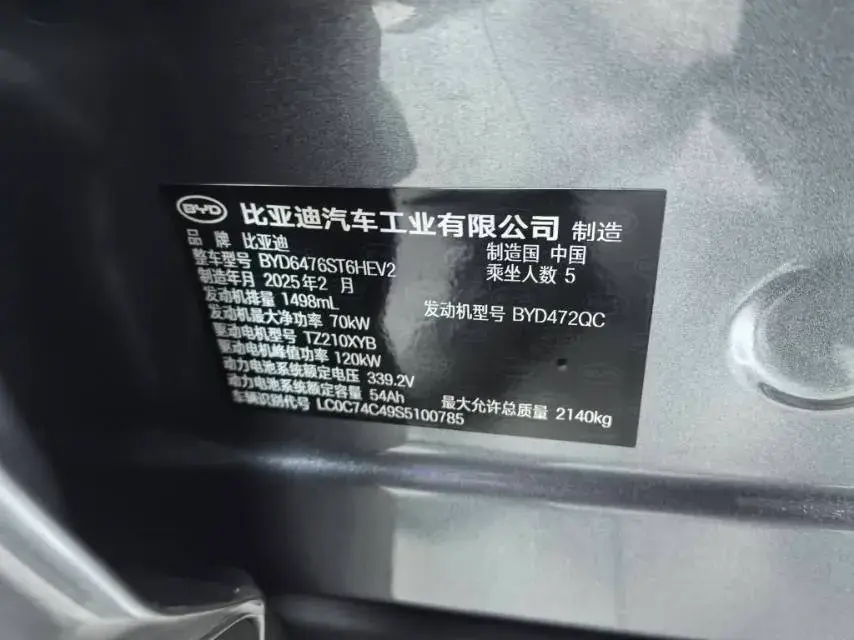 BYD 比亚迪汽车工业有限公司 制造
品 牌 比亚迪 制造国 中国
整车型号 BYD6476ST6HEV2 乘坐人数 5
制造年月 2025年2 月
发动机排量 1498mL 发动机型号 BYD472QC
发动机最大净功率 70kW
驱动电机型号 TZ210XYB
驱动电机峰值功率 120kW
动力电池系统额定电压 339.2V
动力电池系统额定容量 54Ah 最大允许总质量 2140kg
车辆识别代号 LC0C74C49S5100785